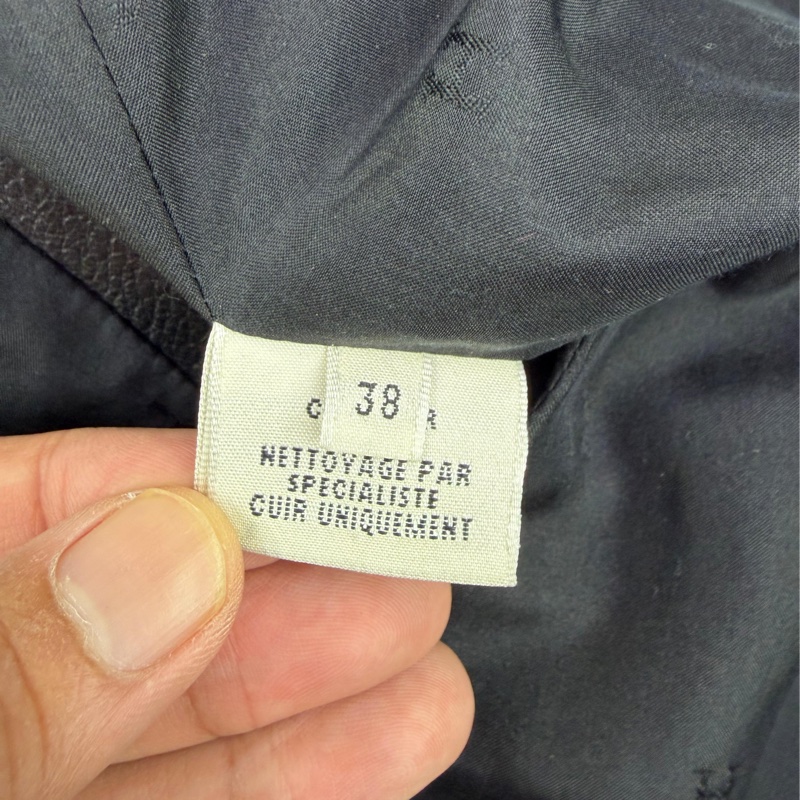 38
NETTOYAGE PAR
SPECIALISTE
CUIR UNIQUEMENT